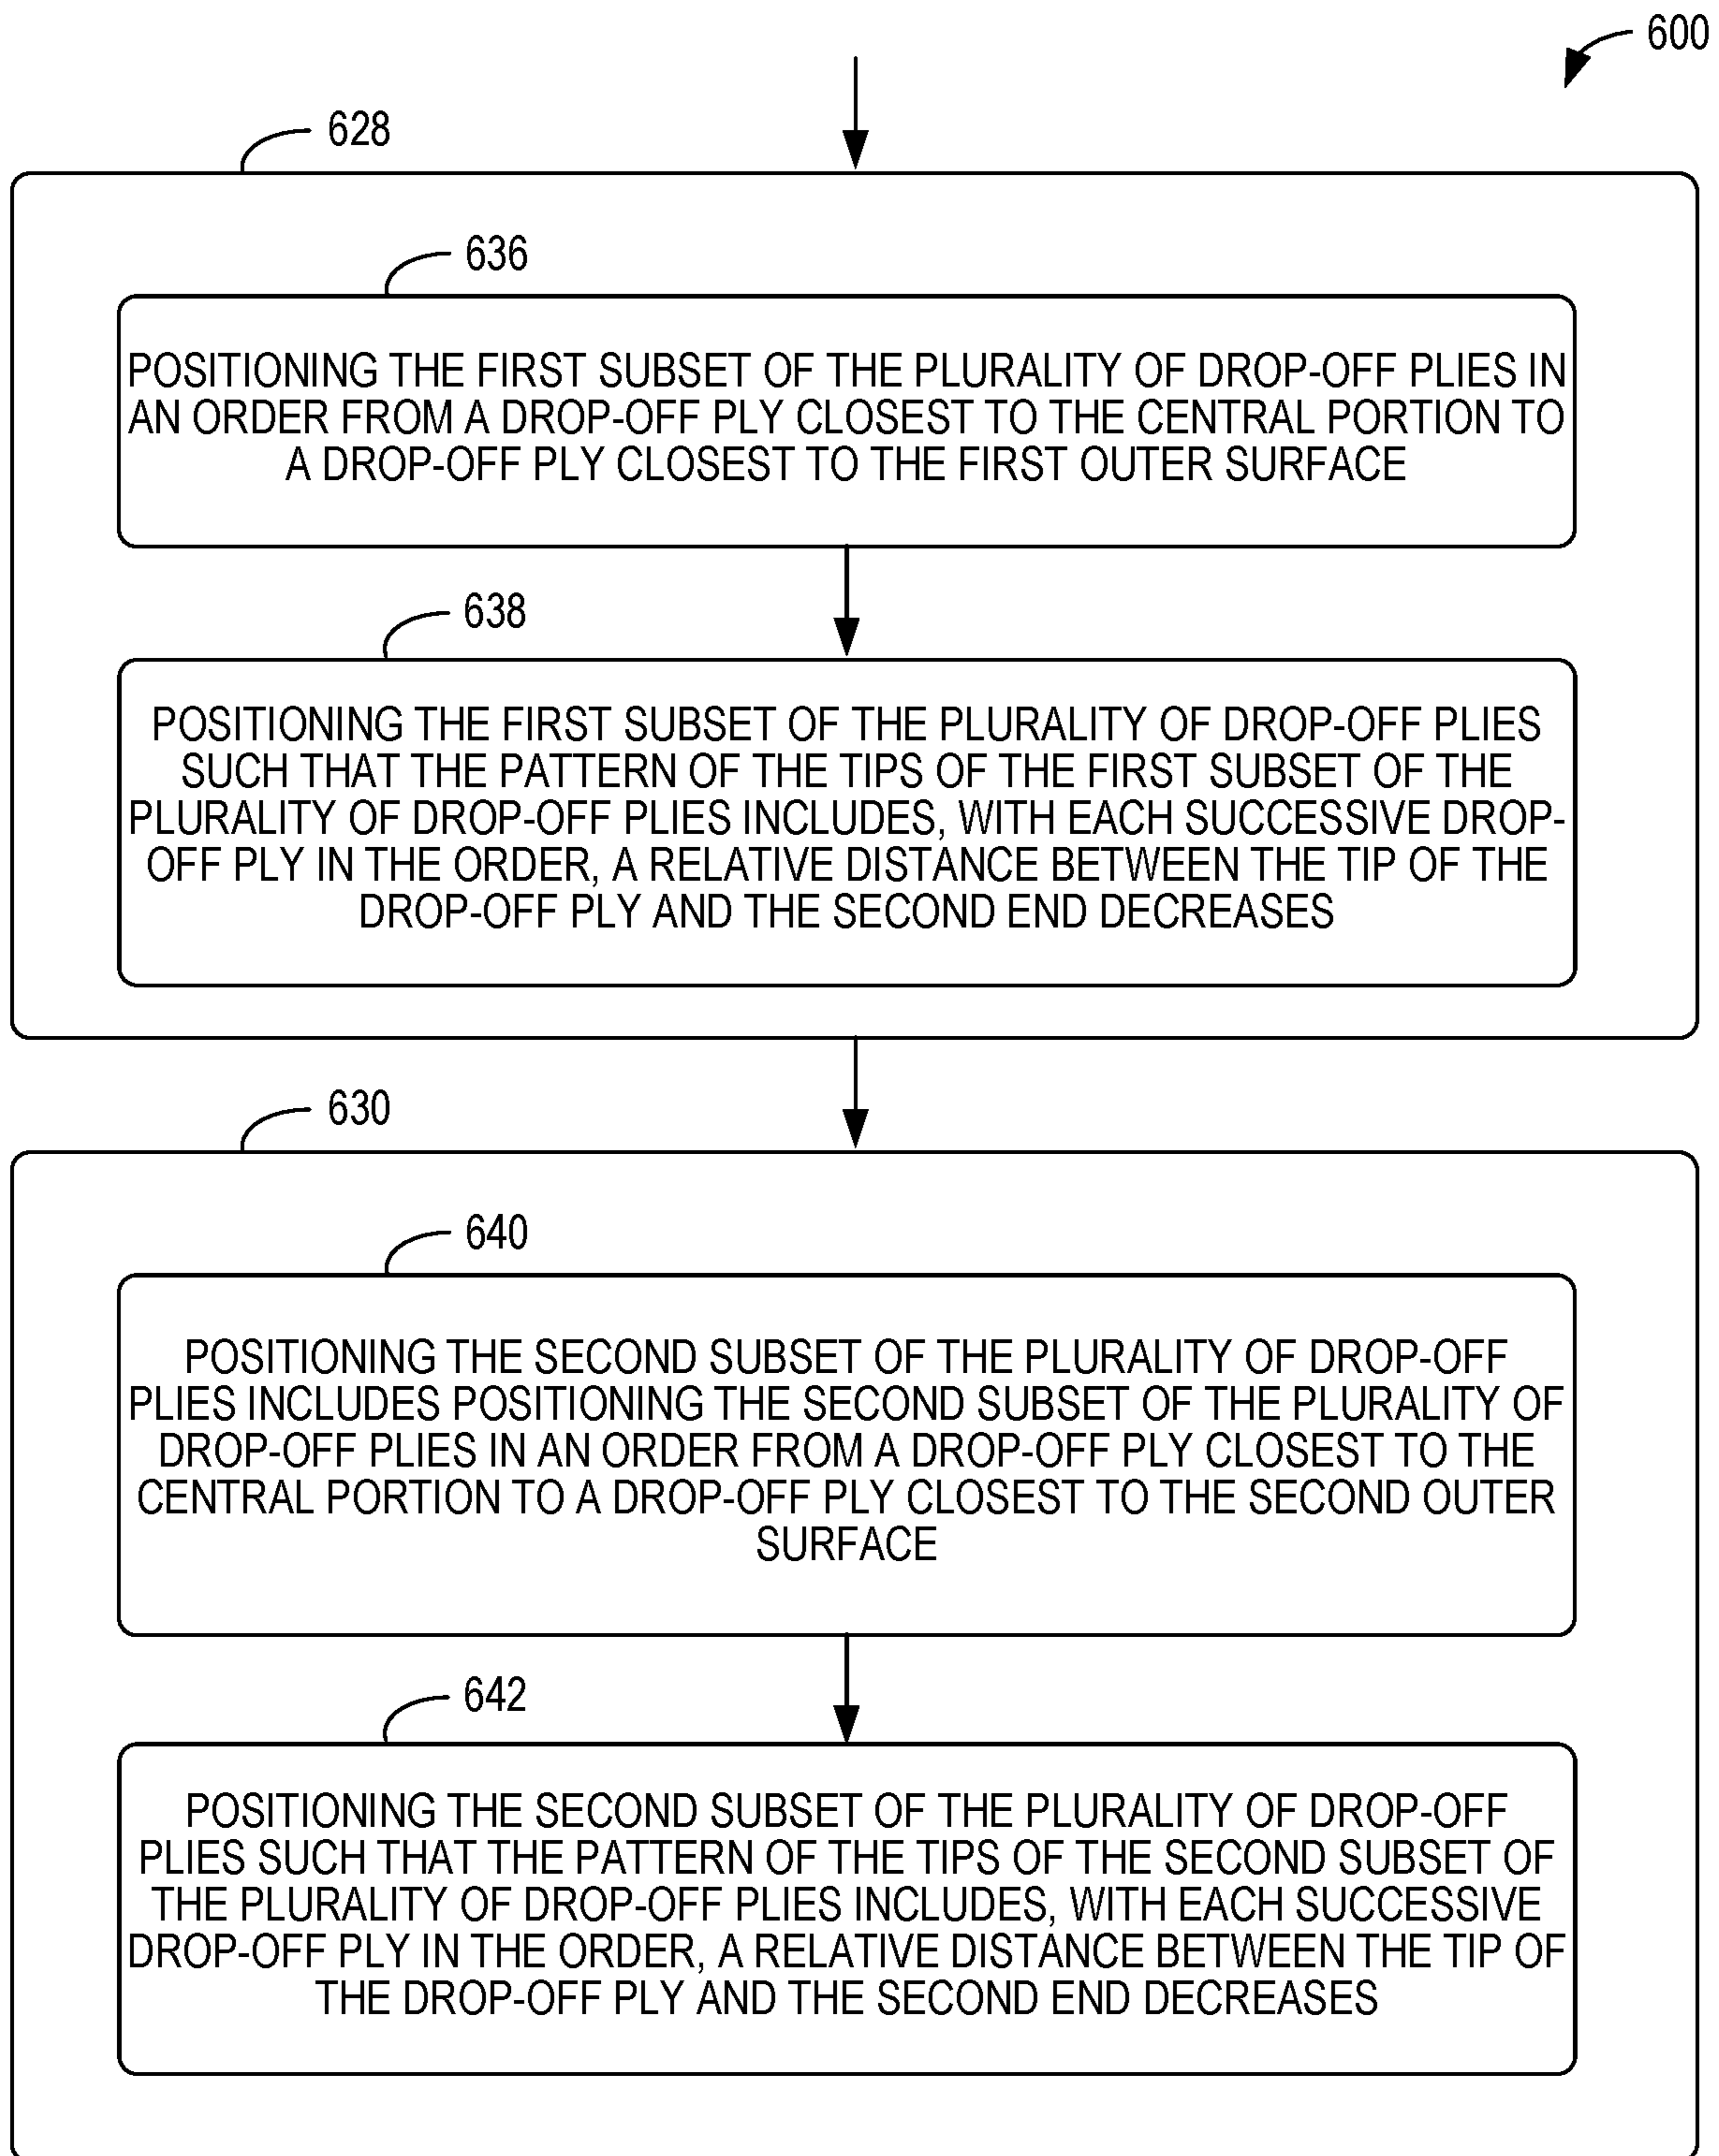 600
628
636
POSITIONING THE FIRST SUBSET OF THE PLURALITY OF DROP-OFF PLIES IN
AN ORDER FROM A DROP-OFF PLY CLOSEST TO THE CENTRAL PORTION TO
A DROP-OFF PLY CLOSEST TO THE FIRST OUTER SURFACE
638
POSITIONING THE FIRST SUBSET OF THE PLURALITY OF DROP-OFF PLIES
SUCH THAT THE PATTERN OF THE TIPS OF THE FIRST SUBSET OF THE
PLURALITY OF DROP-OFF PLIES INCLUDES, WITH EACH SUCCESSIVE DROP-
OFF PLY IN THE ORDER, A RELATIVE DISTANCE BETWEEN THE TIP OF THE
DROP-OFF PLY AND THE SECOND END DECREASES
630
640
POSITIONING THE SECOND SUBSET OF THE PLURALITY OF DROP-OFF
PLIES INCLUDES POSITIONING THE SECOND SUBSET OF THE PLURALITY OF
DROP-OFF PLIES IN AN ORDER FROM A DROP-OFF PLY CLOSEST TO THE
CENTRAL PORTION TO A DROP-OFF PLY CLOSEST TO THE SECOND OUTER
SURFACE
642
POSITIONING THE SECOND SUBSET OF THE PLURALITY OF DROP-OFF
PLIES SUCH THAT THE PATTERN OF THE TIPS OF THE SECOND SUBSET OF
THE PLURALITY OF DROP-OFF PLIES INCLUDES, WITH EACH SUCCESSIVE
DROP-OFF PLY IN THE ORDER, A RELATIVE DISTANCE BETWEEN THE TIP OF
THE DROP-OFF PLY AND THE SECOND END DECREASES